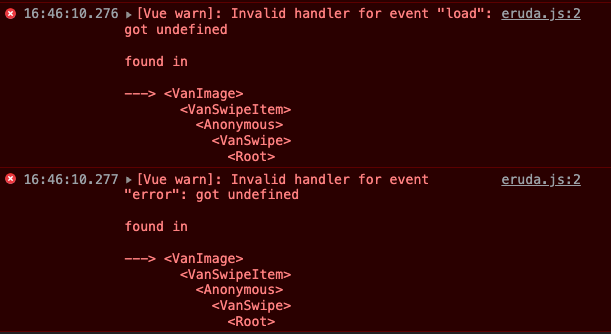 16:46:10.276 ▶[Vue warn]: Invalid handler for event "load": eruda.js:2
got undefined
found in
---> <VanImage>
<VanSwipeItem>
<Anonymous>
<VanSwipe>
<Root>
16:46:10.277 ▶[Vue warn]: Invalid handler for event eruda.js:2
"error": got undefined
found in
---> <VanImage>
<VanSwipeItem>
<Anonymous>
<VanSwipe>
<Root>